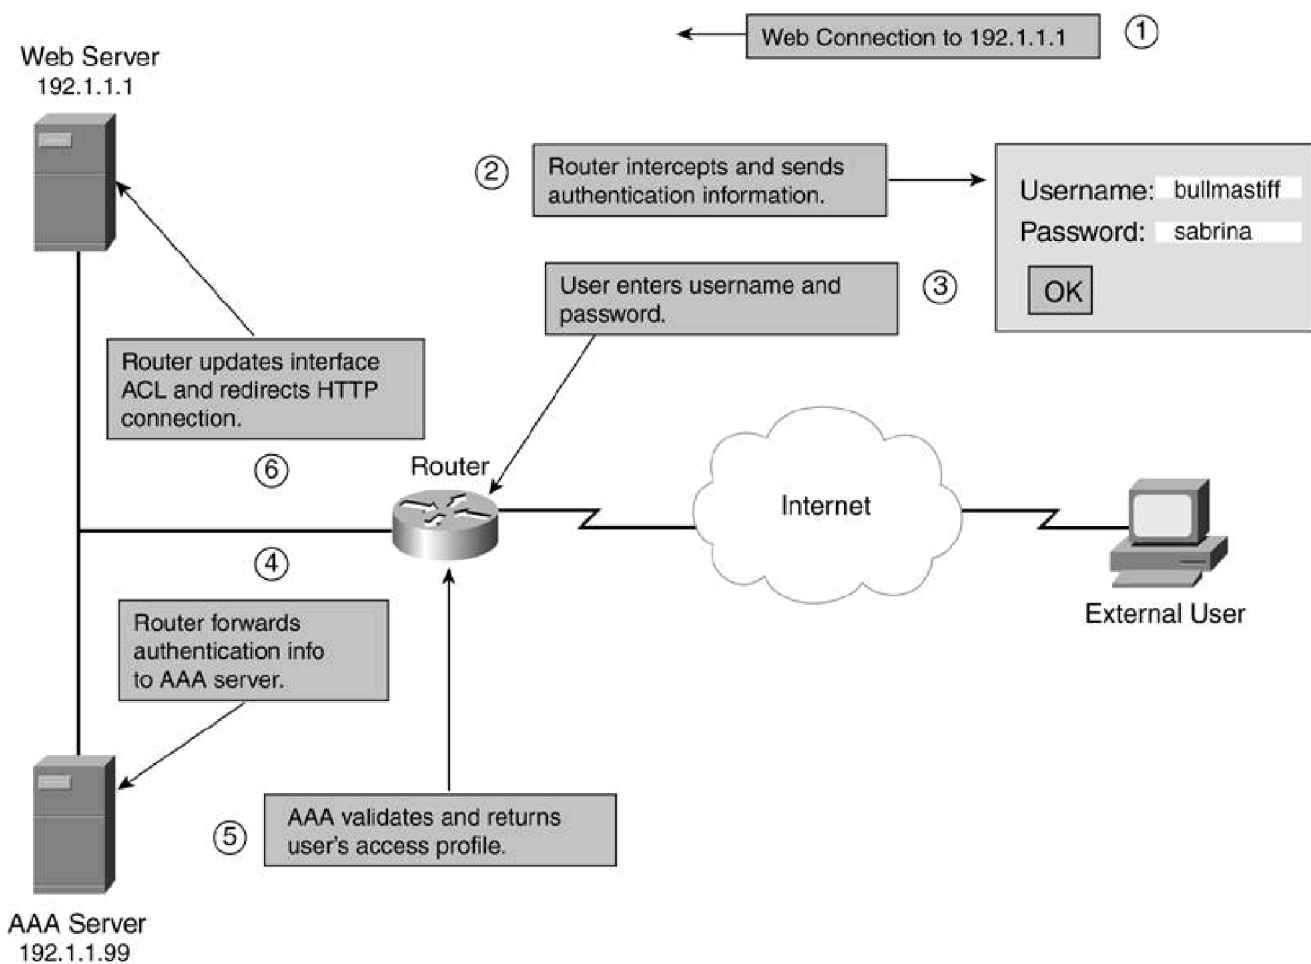 Web Connection to 192.1.1.1
1
Web Server
192.1.1.1
2
Router intercepts and sends
authentication information.
Username: bullmastiff
Password: sabrina
OK
User enters username and
password.
3
Router updates interface
ACL and redirects HTTP
connection.
6
Router
Internet
External User
4
Router forwards
authentication info
to AAA server.
5
AAA validates and returns
user's access profile.
AAA Server
192.1.1.99